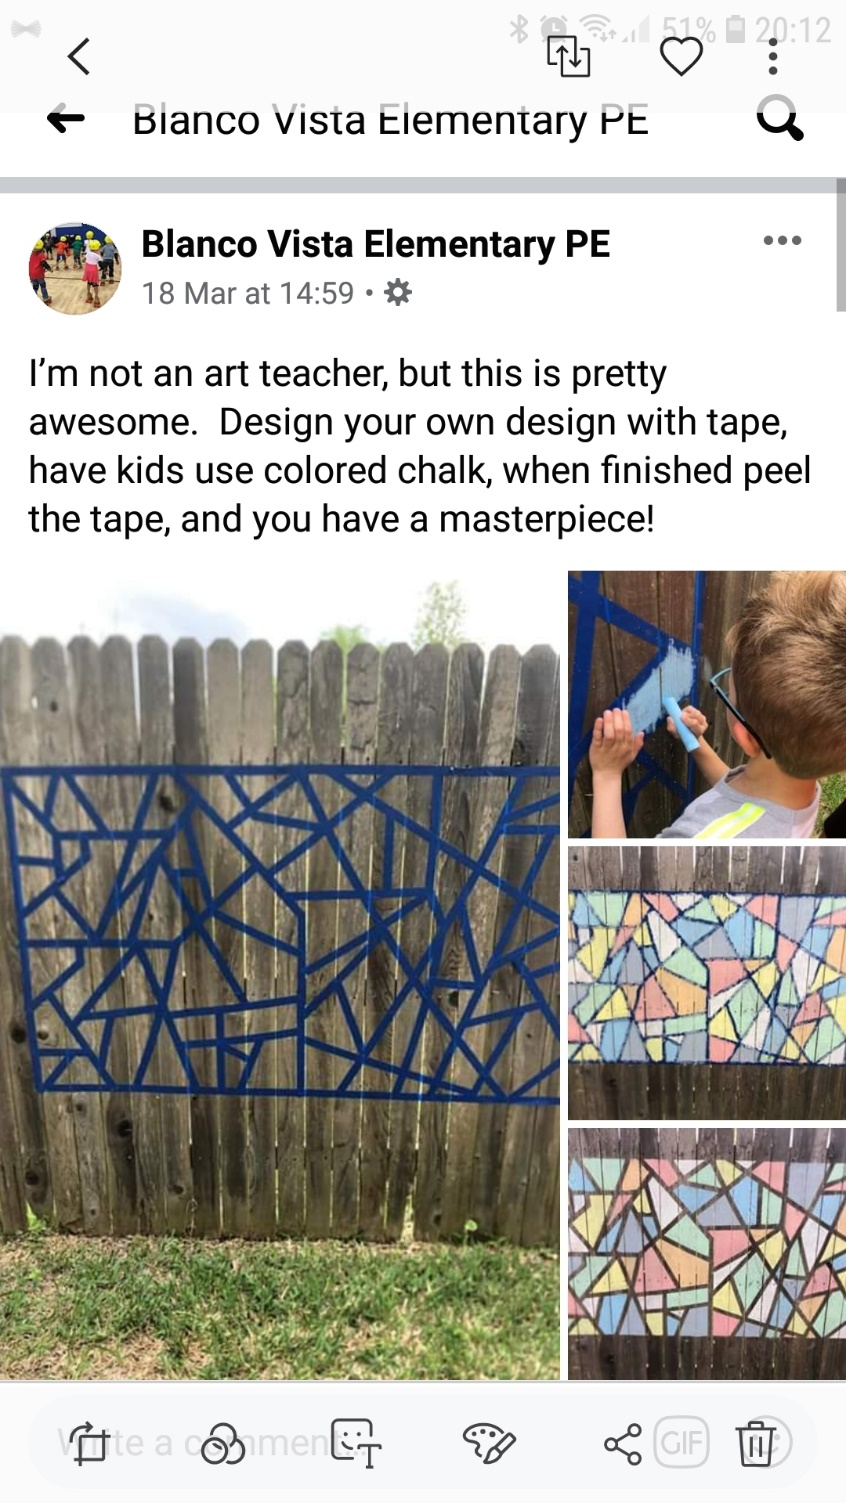 51% 20:12
Blanco Vista Elementary PE
Blanco Vista Elementary PE
18 Mar at 14:59 •
I’m not an art teacher, but this is pretty
awesome.  Design your own design with tape,
have kids use colored chalk, when finished peel
the tape, and you have a masterpiece!
Write a comment...
T
GIF